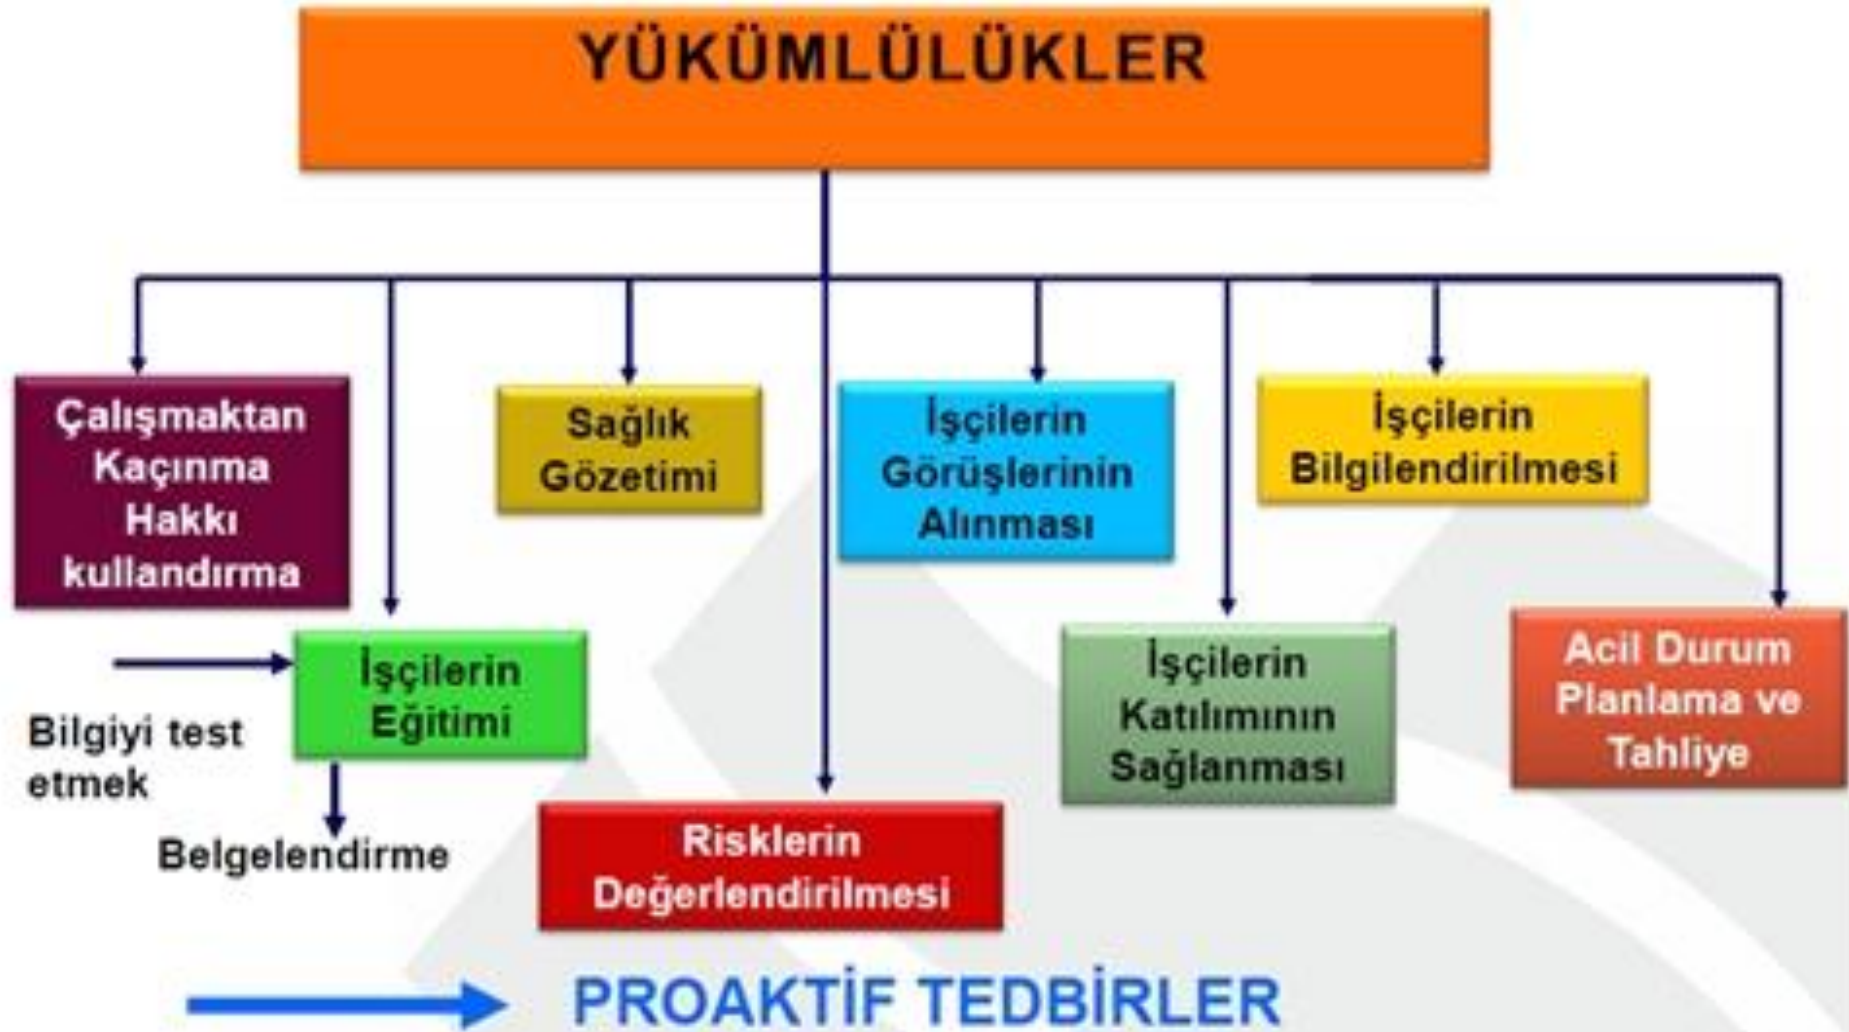 YÜKÜMLÜLÜKLER
Çalışmaktan
Kaçınma
Hakkı
kullandırma
Sağlık
Gözetimi
İşçilerin
Görüşlerinin
Alınması
İşçilerin
Bilgilendirilmesi
İşçilerin
Eğitimi
Bilgiyi test
etmek
Belgelendirme
İşçilerin
Katılımının
Sağlanması
Acil Durum
Planlama ve
Tahliye
Risklerin
Değerlendirilmesi
PROAKTİF TEDBİRLER